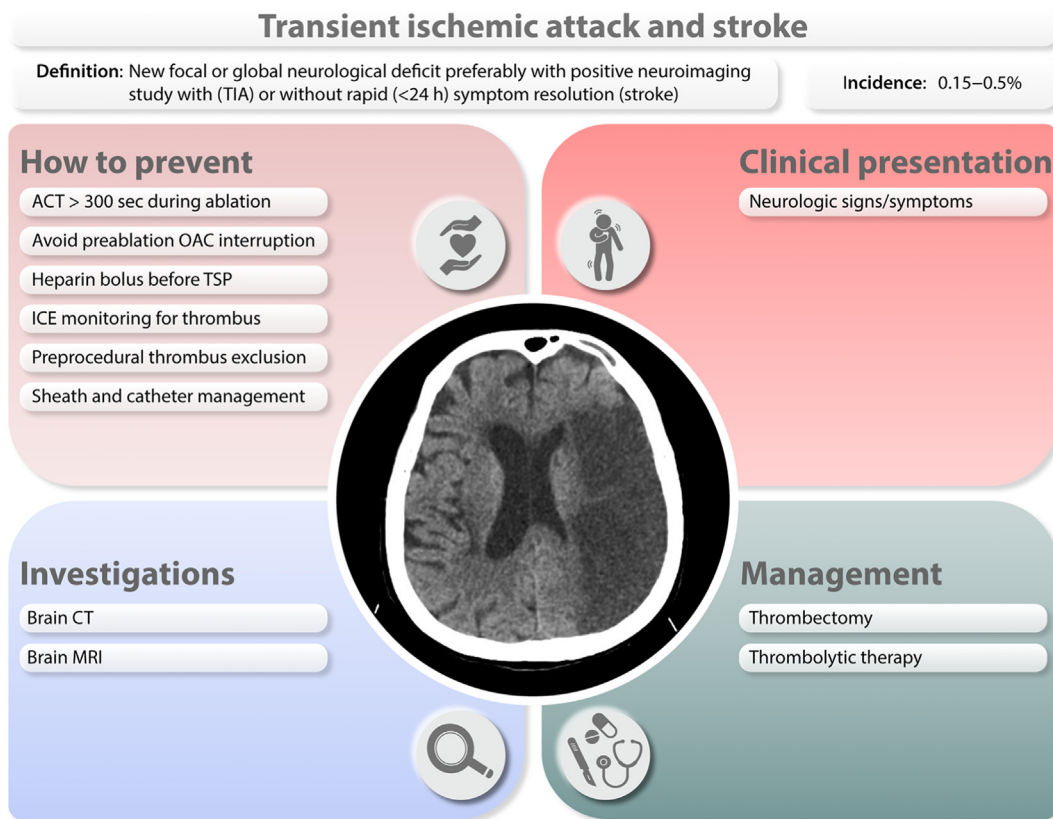 Transient ischemic attack and stroke
Definition: New focal or global neurological deficit preferably with positive neuroimaging
study with (TIA) or without rapid (<24 h) symptom resolution (stroke)
Incidence: 0.15–0.5%
How to prevent
ACT > 300 sec during ablation
Avoid preablation OAC interruption
Heparin bolus before TSP
ICE monitoring for thrombus
Preprocedural thrombus exclusion
Sheath and catheter management
Clinical presentation
Neurologic signs/symptoms
Investigations
Brain CT
Brain MRI
Management
Thrombectomy
Thrombolytic therapy